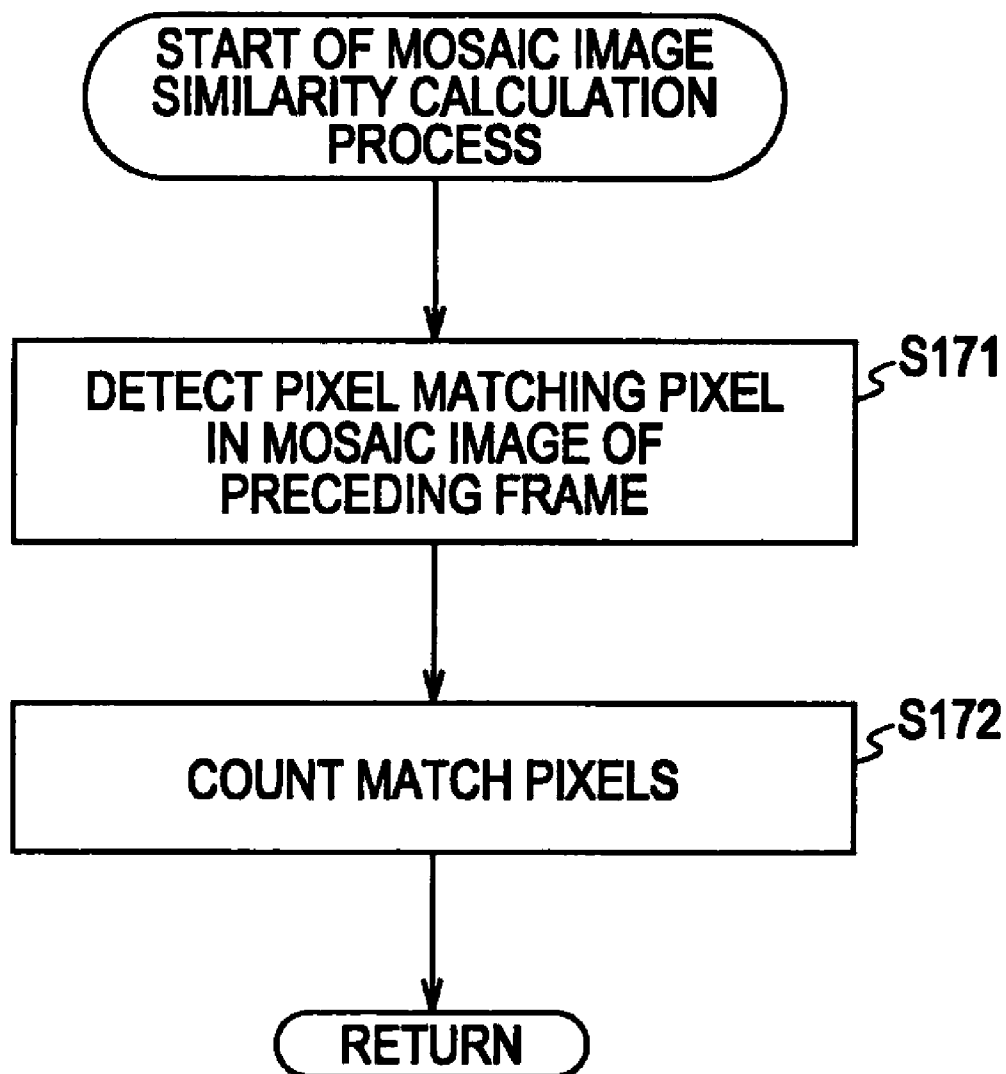 START OF MOSAIC IMAGE
SIMILARITY CALCULATION
PROCESS
S171
DETECT PIXEL MATCHING PIXEL
IN MOSAIC IMAGE OF
PRECEDING FRAME
S172
COUNT MATCH PIXELS
RETURN